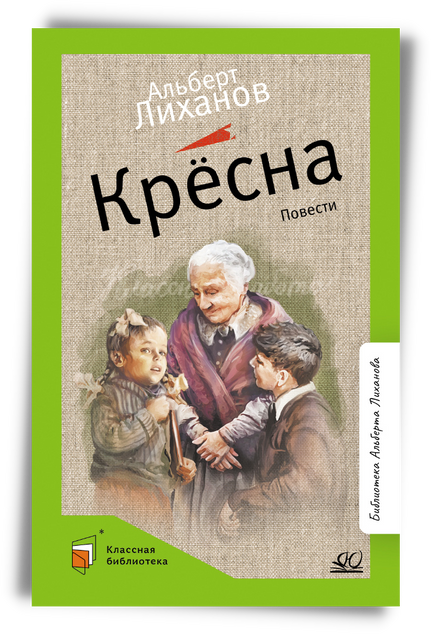 Альберт
Лиханов
Крёсна
Повести
Библиотека Альберта Лиханова
*
Классная
библиотека